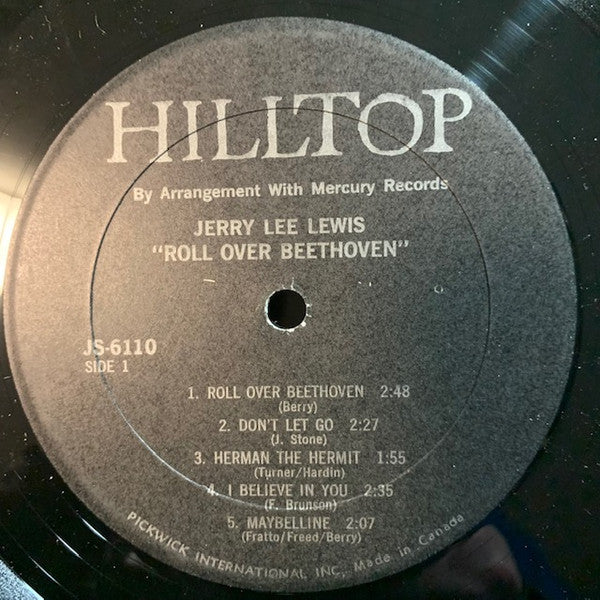 HILLTOP
By Arrangement With Mercury Records
JERRY LEE LEWIS
"ROLL OVER BEETHOVEN"
JS-6110
SIDE 1
1. ROLL OVER BEETHOVEN 2:48
(Berry)
2. DON'T LET GO 2:27
(J. Stone)
3. HERMAN THE HERMIT 1:55
(Turner/Hardin)
4. I BELIEVE IN YOU 2:35
(F. Brunson)
5. MAYBELLINE 2:07
(Fratto/Freed/Berry)
PICKWICK INTERNATIONAL, INC. Made in Canada